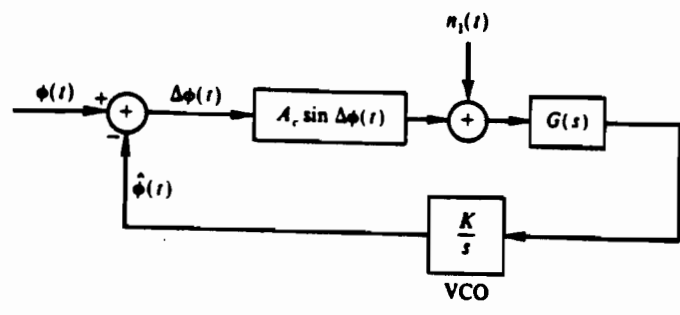 n₁(t)
ϕ(t)
+
+
−
Δϕ(t)
A_c sin Δϕ(t)
+
G(s)
ϕ̂(t)
K
s
VCO